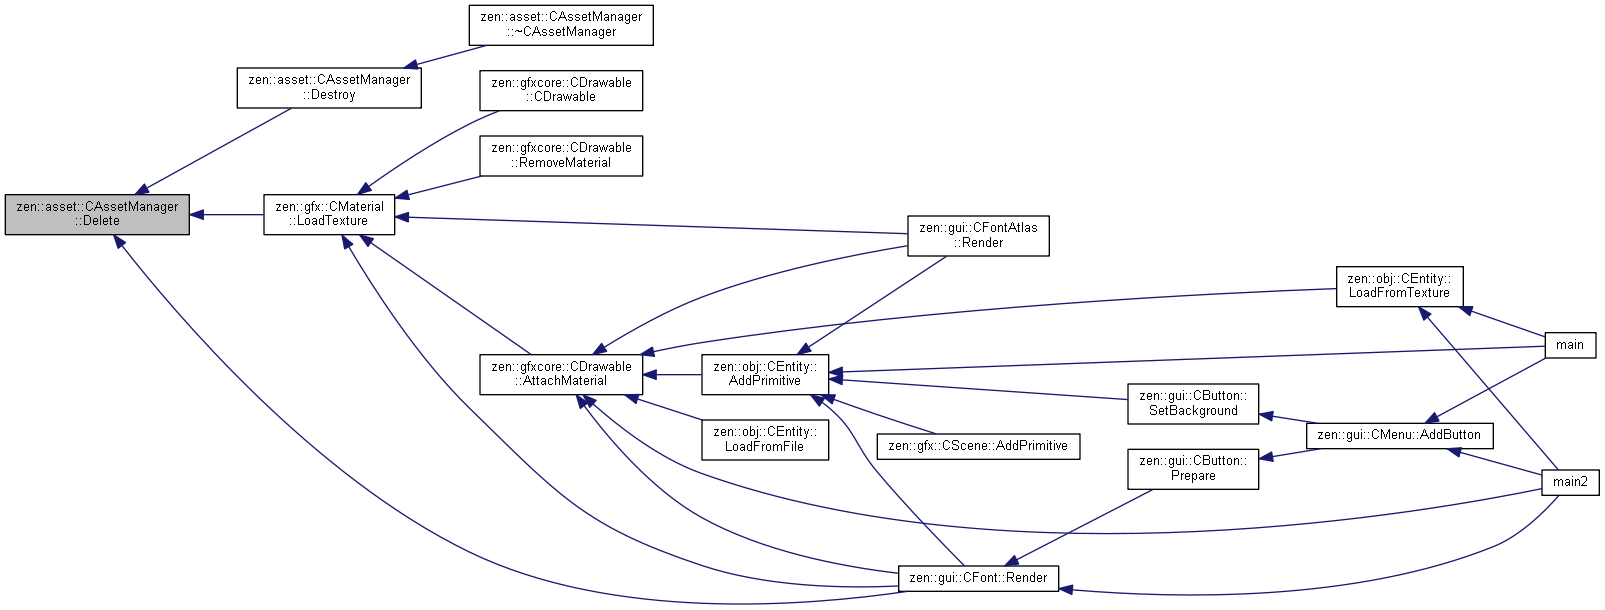 zen::asset::CAssetManager
::~CAssetManager
zen::asset::CAssetManager
::Destroy
zen::gfxcore::CDrawable
::CDrawable
zen::gfxcore::CDrawable
::RemoveMaterial
zen::asset::CAssetManager
::Delete
zen::gfx::CMaterial
::LoadTexture
zen::gui::CFontAtlas
::Render
zen::obj::CEntity::
LoadFromTexture
main
zen::gfxcore::CDrawable
::AttachMaterial
zen::obj::CEntity::
AddPrimitive
zen::gui::CButton::
SetBackground
zen::obj::CEntity::
LoadFromFile
zen::gfx::CScene::AddPrimitive
zen::gui::CMenu::AddButton
zen::gui::CButton::
Prepare
main2
zen::gui::CFont::Render